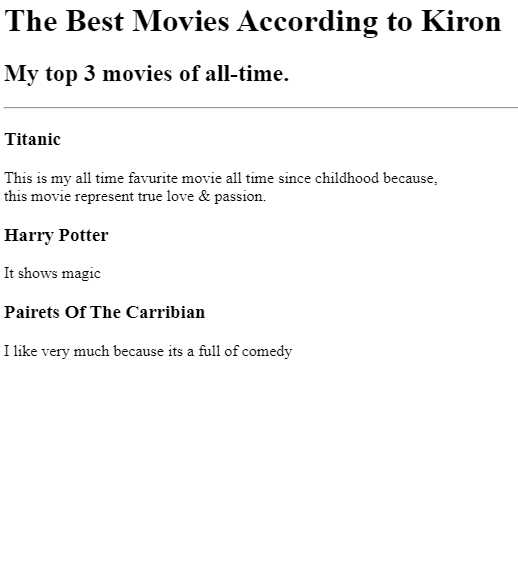 The Best Movies According to Kiron
My top 3 movies of all-time.
Titanic
This is my all time favurite movie all time since childhood because,
this movie represent true love & passion.
Harry Potter
It shows magic
Pairets Of The Carribian
I like very much because its a full of comedy